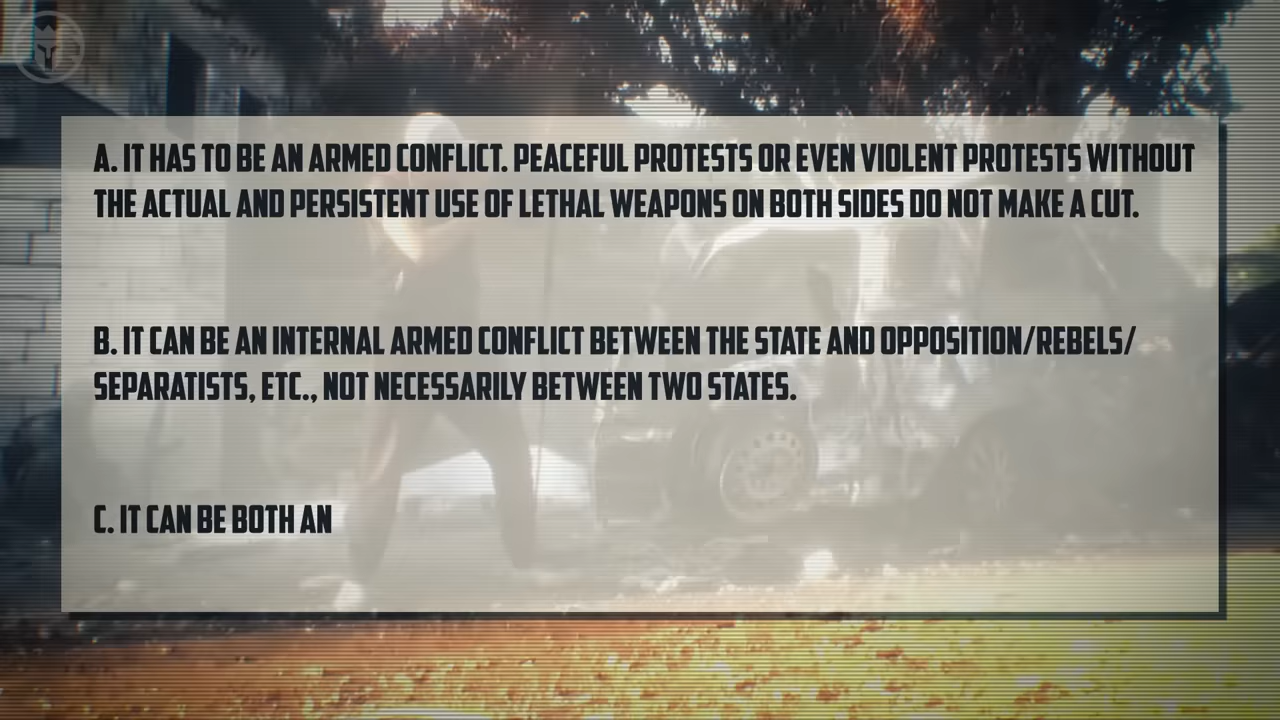 A. IT HAS TO BE AN ARMED CONFLICT. PEACEFUL PROTESTS OR EVEN VIOLENT PROTESTS WITHOUT
THE ACTUAL AND PERSISTENT USE OF LETHAL WEAPONS ON BOTH SIDES DO NOT MAKE A CUT.
B. IT CAN BE AN INTERNAL ARMED CONFLICT BETWEEN THE STATE AND OPPOSITION/REBELS/
SEPARATISTS, ETC., NOT NECESSARILY BETWEEN TWO STATES.
C. IT CAN BE BOTH AN